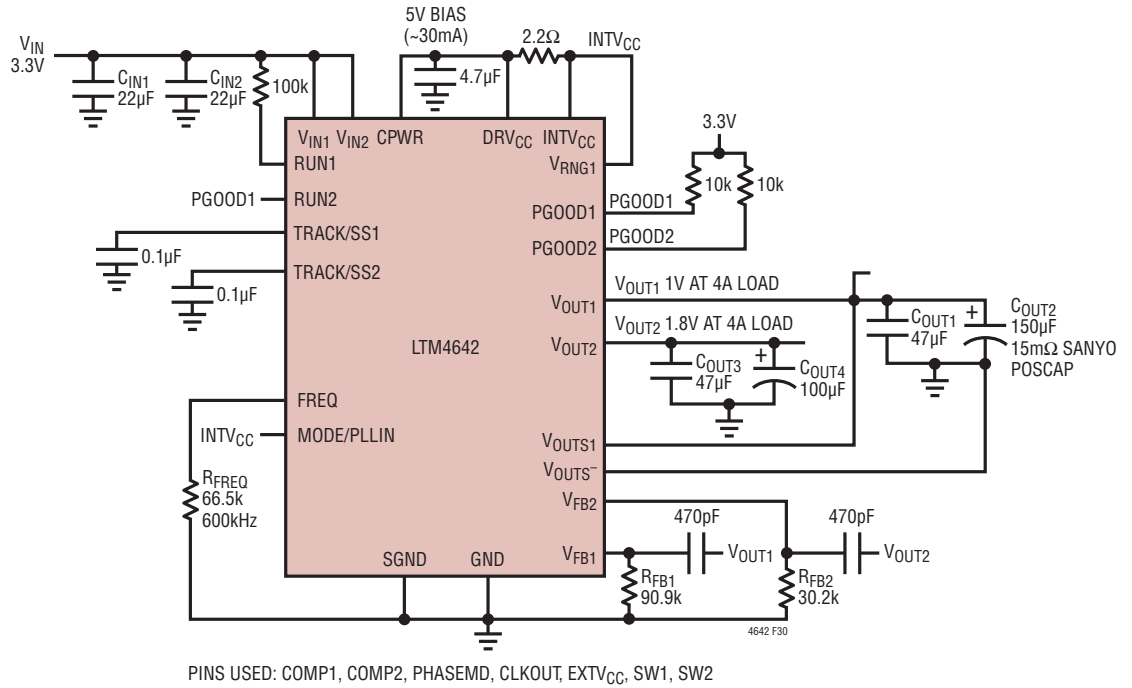 5V BIAS
(~30mA)
2.2Ω
INTVCC
VIN
3.3V
CIN1
22µF
CIN2
22µF
100k
4.7µF
VIN1 VIN2 CPWR DRVCC INTVCC
RUN1
VRNG1
3.3V
10k 10k
PGOOD1 RUN2
PGOOD1 PGOOD1
TRACK/SS1
PGOOD2 PGOOD2
0.1µF
TRACK/SS2
0.1µF
VOUT1 VOUT1 1V AT 4A LOAD
VOUT2 VOUT2 1.8V AT 4A LOAD
COUT1
47µF
+
COUT2
150µF
15mΩ SANYO
POSCAP
LTM4642
COUT3
47µF
+
COUT4
100µF
FREQ
INTVCC MODE/PLLIN
VOUTS1
VOUTS–
RFREQ
66.5k
600kHz
VFB2
470pF 470pF
VFB1
VOUT1 VOUT2
SGND GND
RFB1
90.9k
RFB2
30.2k
4642 F30
PINS USED: COMP1, COMP2, PHASEMD, CLKOUT, EXTVCC, SW1, SW2